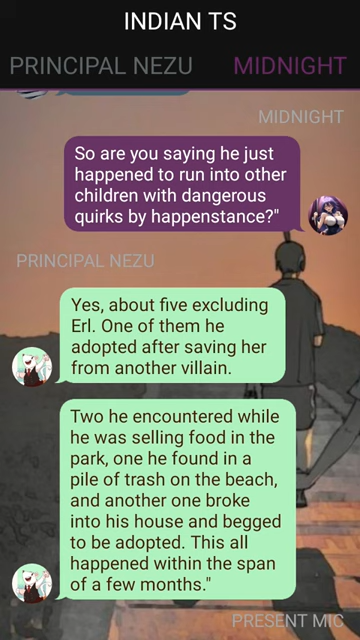 INDIAN TS
PRINCIPAL NEZU MIDNIGHT
MIDNIGHT
So are you saying he just
happened to run into other
children with dangerous
quirks by happenstance?"
PRINCIPAL NEZU
Yes, about five excluding
Erl. One of them he
adopted after saving her
from another villain.
Two he encountered while
he was selling food in the
park, one he found in a
pile of trash on the beach,
and another one broke
into his house and begged
to be adopted. This all
happened within the span
of a few months."
PRESENT MIC